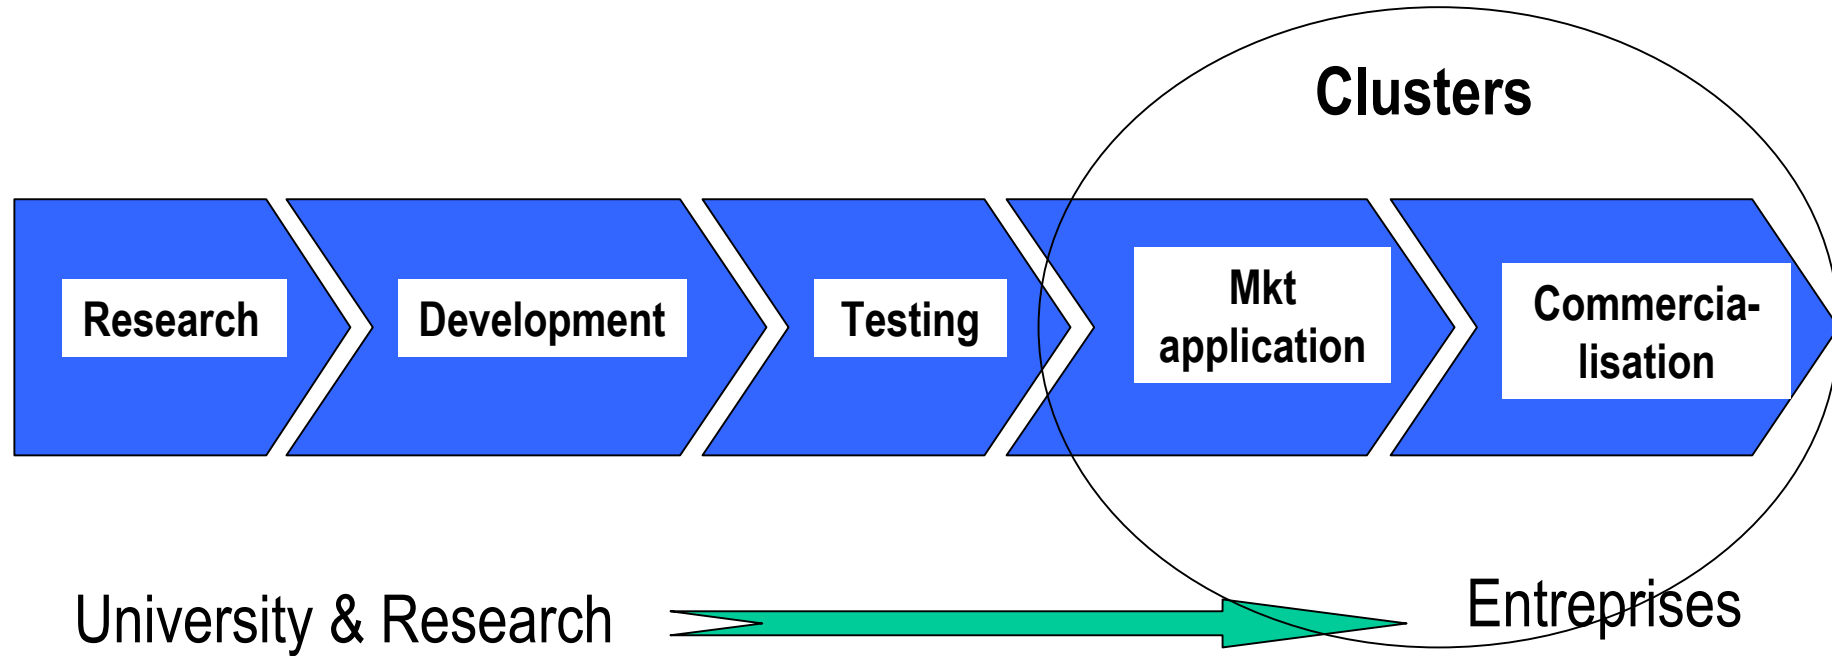 Clusters
Research
Development
Testing
Mkt
application
Commercia-
lisation
University & Research
Entreprises